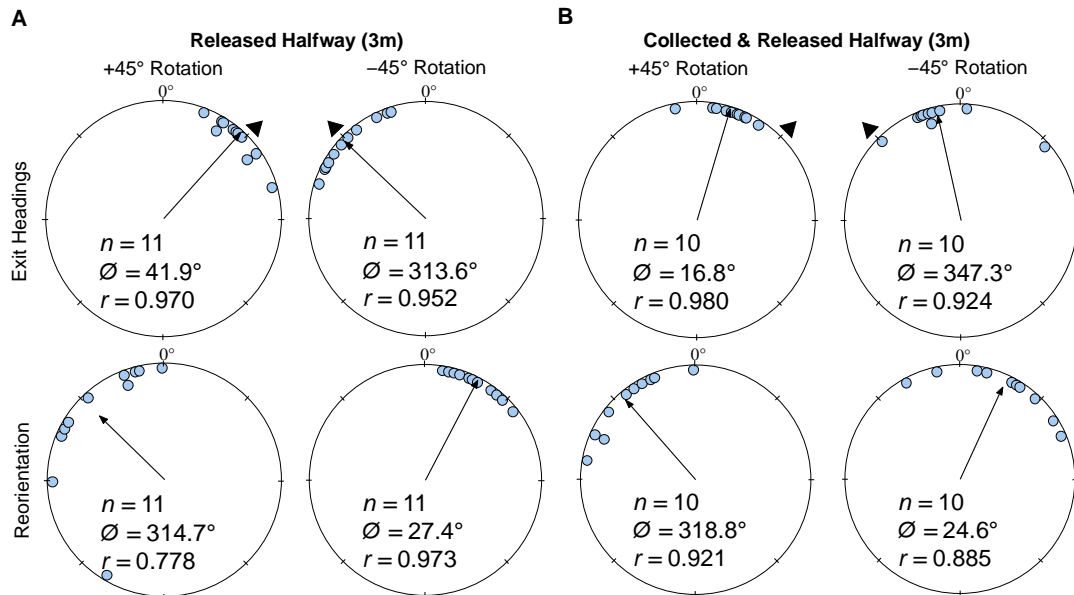 A
B
Released Halfway (3m)
Collected & Released Halfway (3m)
+45° Rotation
−45° Rotation
+45° Rotation
−45° Rotation
0°
0°
0°
0°
Exit Headings
n = 11
Ø = 41.9°
r = 0.970
n = 11
Ø = 313.6°
r = 0.952
n = 10
Ø = 16.8°
r = 0.980
n = 10
Ø = 347.3°
r = 0.924
0°
0°
0°
0°
Reorientation
n = 11
Ø = 314.7°
r = 0.778
n = 11
Ø = 27.4°
r = 0.973
n = 10
Ø = 318.8°
r = 0.921
n = 10
Ø = 24.6°
r = 0.885